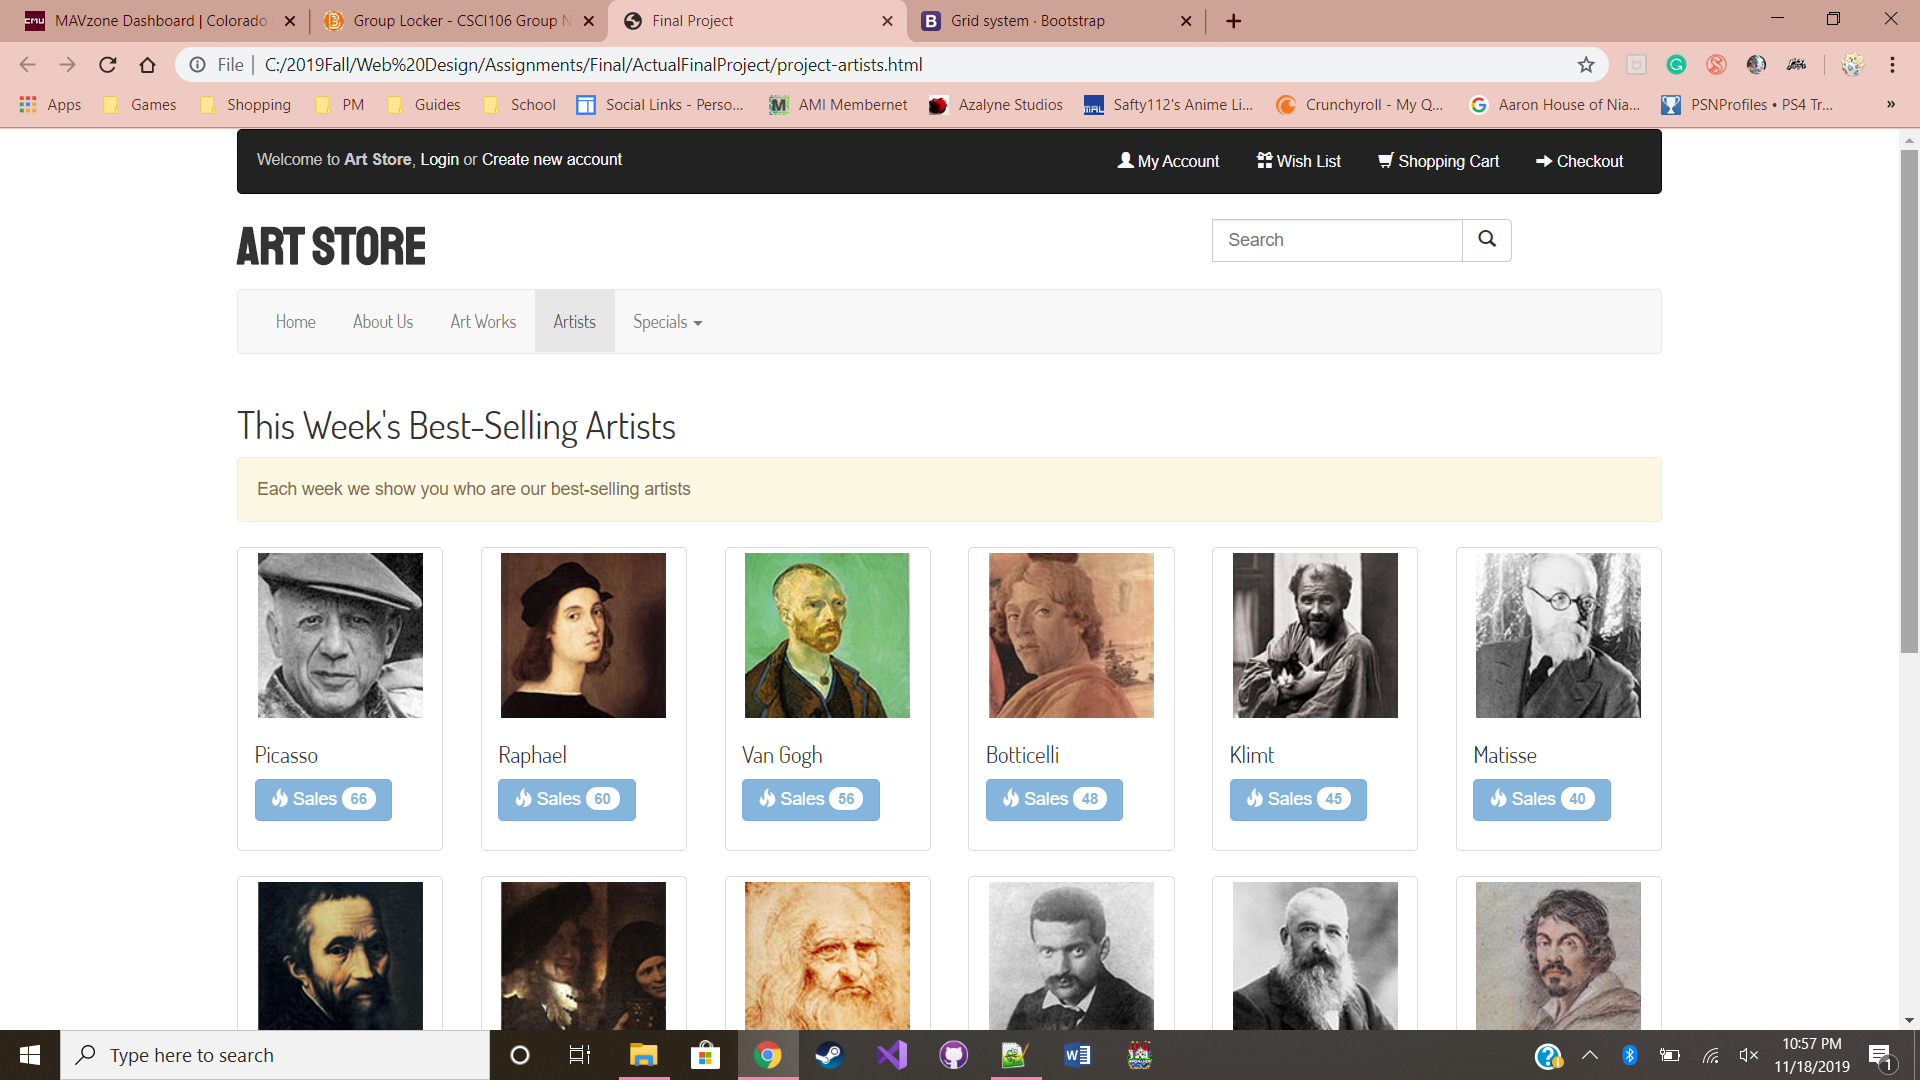 MAVzone Dashboard | Colorado
Group Locker - CSCI106 Group N
Final Project
Grid system · Bootstrap
File | C:/2019Fall/Web%20Design/Assignments/Final/ActualFinalProject/project-artists.html
Apps Games Shopping PM Guides School Social Links - Perso... AMI Membernet Azalyne Studios Safty112's Anime Li... Crunchyroll - My Q... Aaron House of Nia... PSNProfiles • PS4 Tr... »
Welcome to Art Store, Login or Create new account
My Account Wish List Shopping Cart Checkout
ART STORE
Search
Home About Us Art Works Artists Specials
This Week's Best-Selling Artists
Each week we show you who are our best-selling artists
Picasso Raphael Van Gogh Botticelli Klimt Matisse
Sales 66 Sales 60 Sales 56 Sales 48 Sales 45 Sales 40
Type here to search
10:57 PM
11/18/2019
1